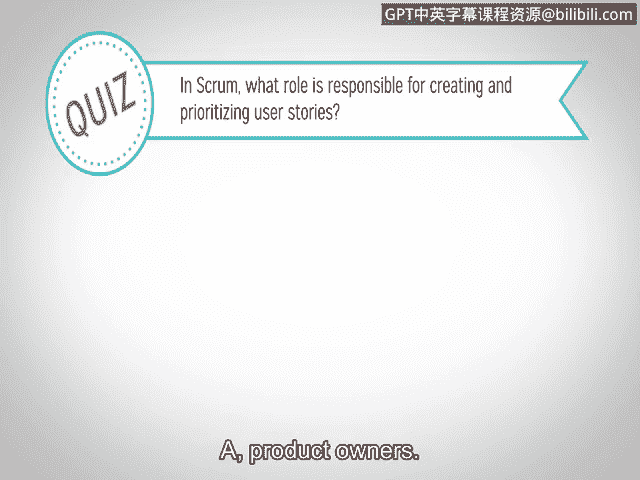 GPT中英字幕课程资源@bilibili.com
QUIZ
In Scrum, what role is responsible for creating and
prioritizing user stories?
A, product owners.